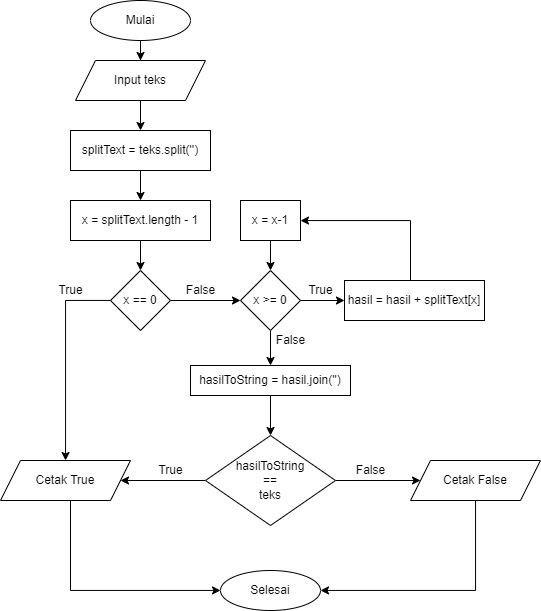 Mulai
Input teks
splitText = teks.split('')
x = splitText.length - 1
x = x-1
True
x == 0
False
x >= 0
True
hasil = hasil + splitText[x]
False
hasilToString = hasil.join('')
Cetak True
True
hasilToString
==
teks
False
Cetak False
Selesai